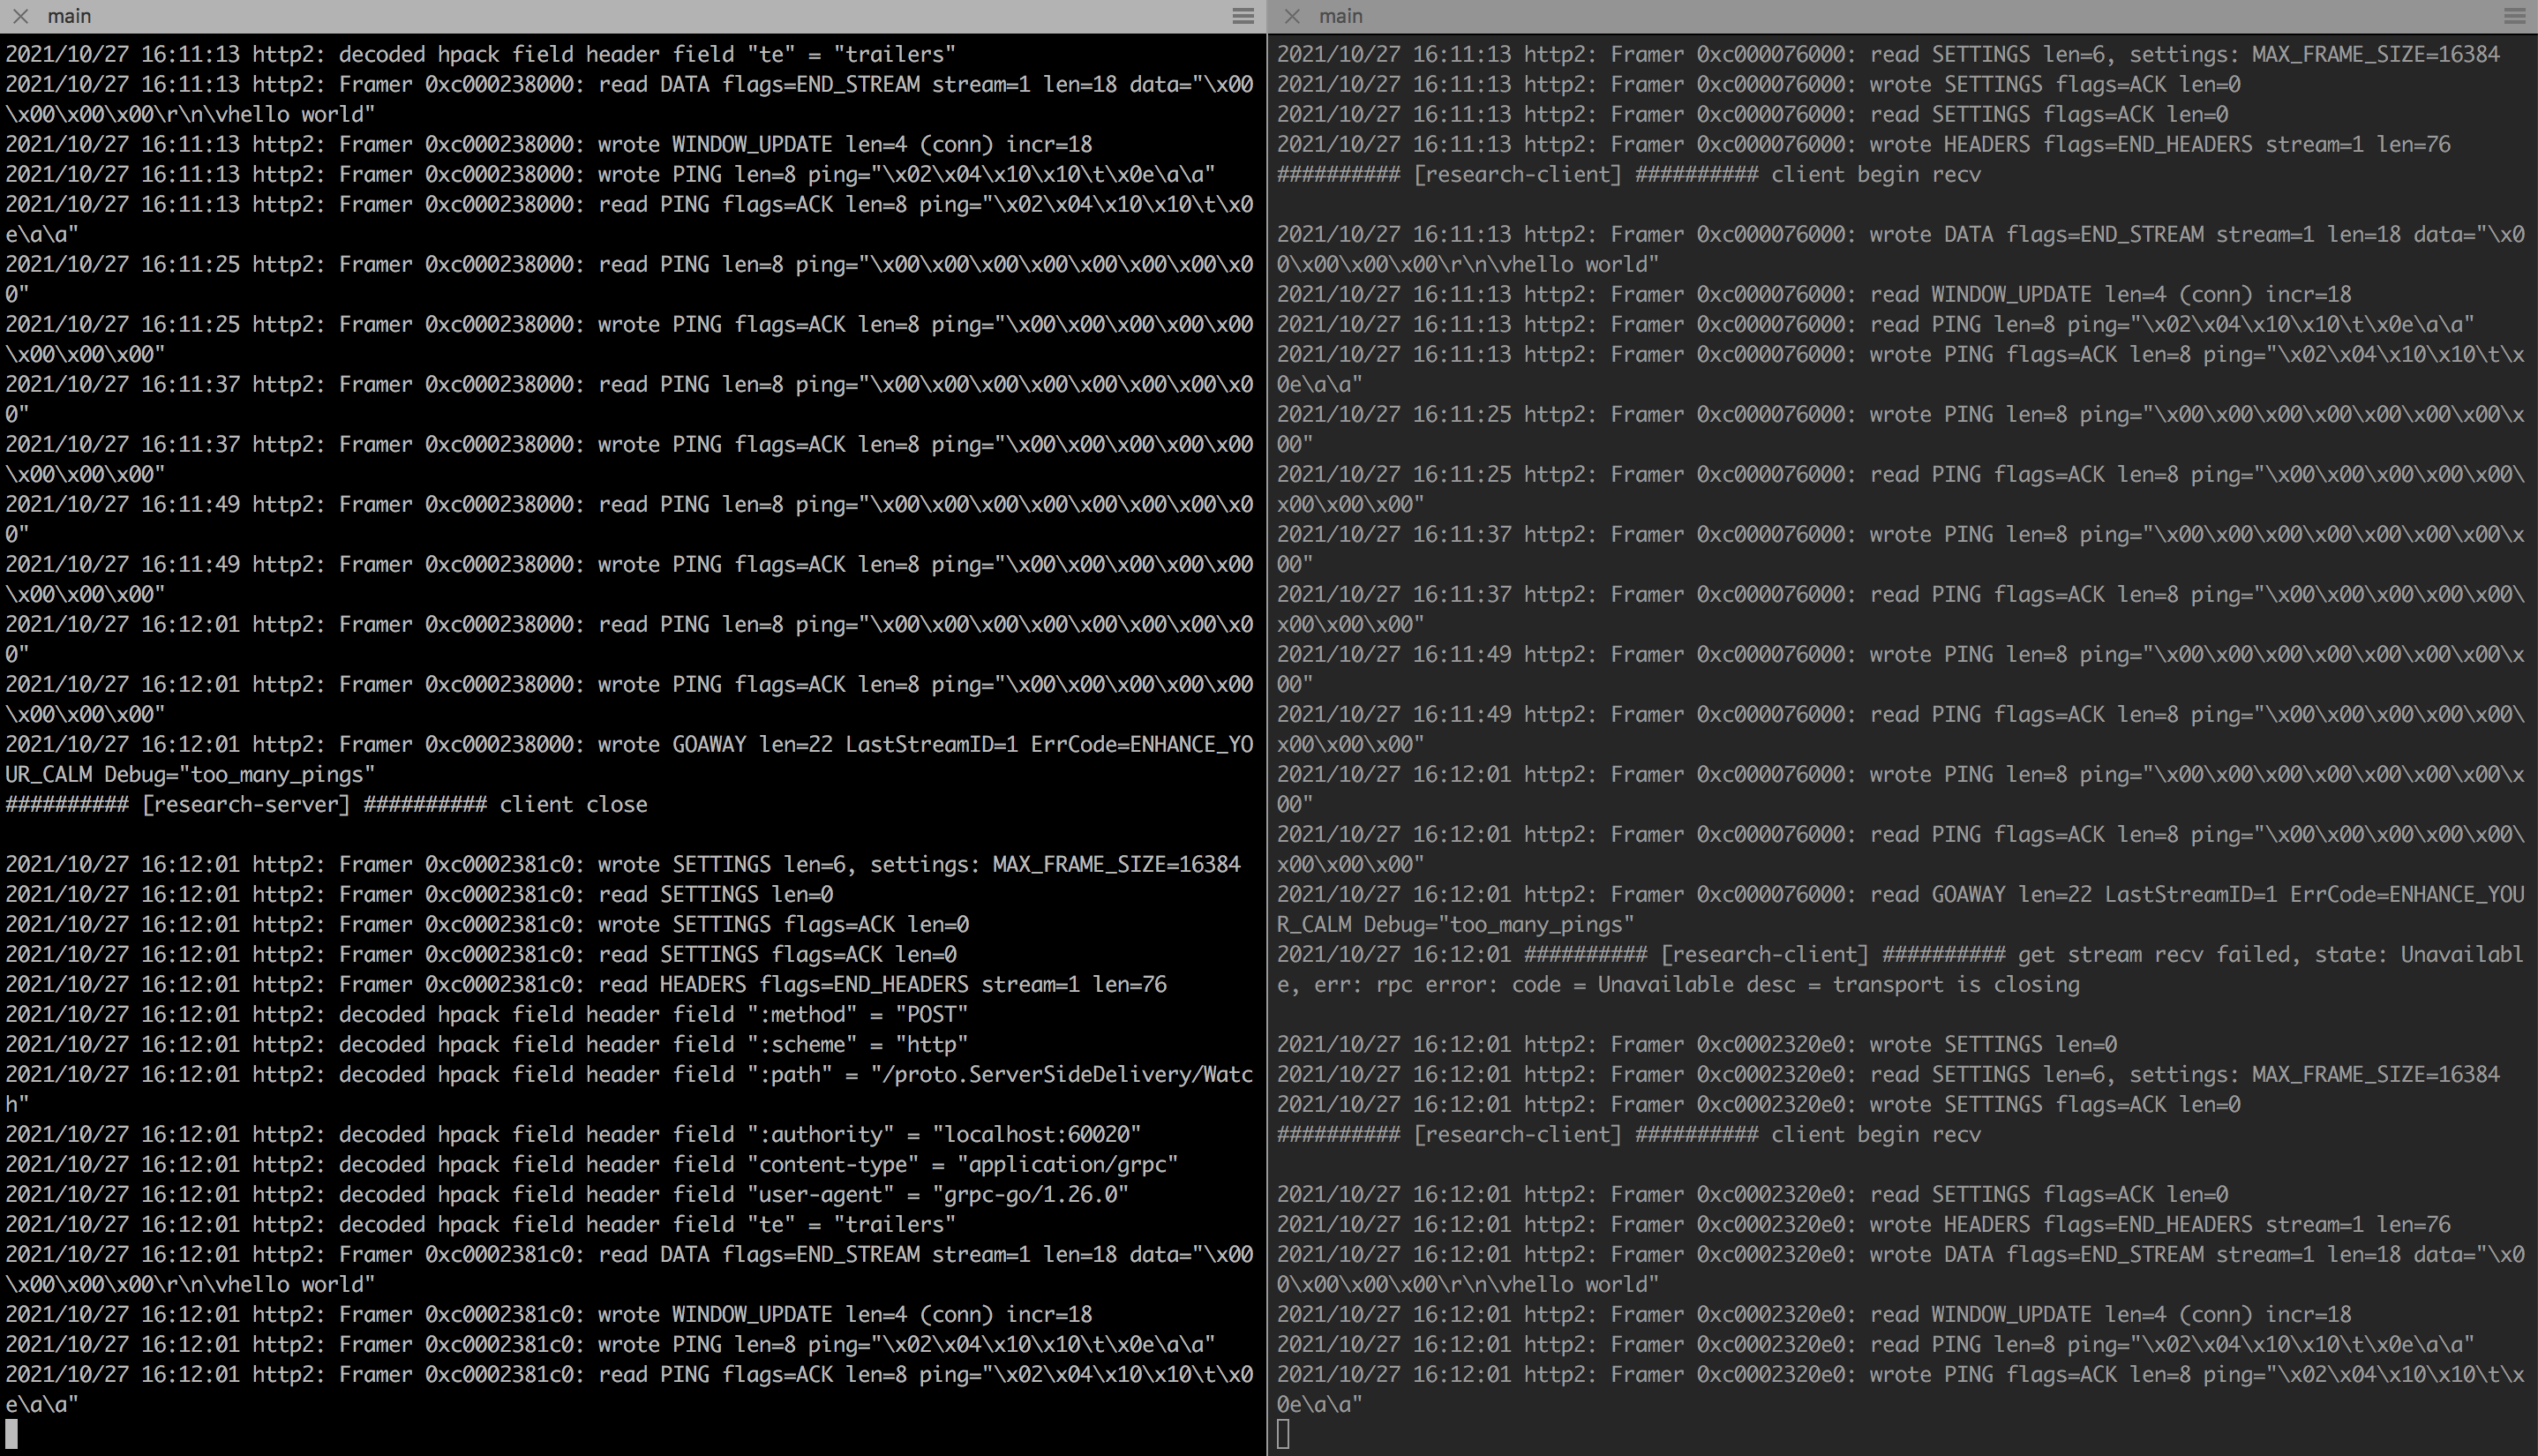 main
2021/10/27 16:11:13 http2: decoded hpack field header field "te" = "trailers"
2021/10/27 16:11:13 http2: Framer 0xc000238000: read DATA flags=END_STREAM stream=1 len=18 data="\x00
\x00\x00\x00\r\n\vhello world"
2021/10/27 16:11:13 http2: Framer 0xc000238000: wrote WINDOW_UPDATE len=4 (conn) incr=18
2021/10/27 16:11:13 http2: Framer 0xc000238000: wrote PING len=8 ping="\x02\x04\x10\x10\t\x0e\a\a"
2021/10/27 16:11:13 http2: Framer 0xc000238000: read PING flags=ACK len=8 ping="\x02\x04\x10\x10\t\x0
e\a\a"
2021/10/27 16:11:25 http2: Framer 0xc000238000: read PING len=8 ping="\x00\x00\x00\x00\x00\x00\x00\x0
0"
2021/10/27 16:11:25 http2: Framer 0xc000238000: wrote PING flags=ACK len=8 ping="\x00\x00\x00\x00\x00
\x00\x00\x00"
2021/10/27 16:11:37 http2: Framer 0xc000238000: read PING len=8 ping="\x00\x00\x00\x00\x00\x00\x00\x0
0"
2021/10/27 16:11:37 http2: Framer 0xc000238000: wrote PING flags=ACK len=8 ping="\x00\x00\x00\x00\x00
\x00\x00\x00"
2021/10/27 16:11:49 http2: Framer 0xc000238000: read PING len=8 ping="\x00\x00\x00\x00\x00\x00\x00\x0
0"
2021/10/27 16:11:49 http2: Framer 0xc000238000: wrote PING flags=ACK len=8 ping="\x00\x00\x00\x00\x00
\x00\x00\x00"
2021/10/27 16:12:01 http2: Framer 0xc000238000: read PING len=8 ping="\x00\x00\x00\x00\x00\x00\x00\x0
0"
2021/10/27 16:12:01 http2: Framer 0xc000238000: wrote PING flags=ACK len=8 ping="\x00\x00\x00\x00\x00
\x00\x00\x00"
2021/10/27 16:12:01 http2: Framer 0xc000238000: wrote GOAWAY len=22 LastStreamID=1 ErrCode=ENHANCE_YO
UR_CALM Debug="too_many_pings"
########## [research-server] ########## client close
2021/10/27 16:12:01 http2: Framer 0xc0002381c0: wrote SETTINGS len=6, settings: MAX_FRAME_SIZE=16384
2021/10/27 16:12:01 http2: Framer 0xc0002381c0: read SETTINGS len=0
2021/10/27 16:12:01 http2: Framer 0xc0002381c0: wrote SETTINGS flags=ACK len=0
2021/10/27 16:12:01 http2: Framer 0xc0002381c0: read SETTINGS flags=ACK len=0
2021/10/27 16:12:01 http2: Framer 0xc0002381c0: read HEADERS flags=END_HEADERS stream=1 len=76
2021/10/27 16:12:01 http2: decoded hpack field header field ":method" = "POST"
2021/10/27 16:12:01 http2: decoded hpack field header field ":scheme" = "http"
2021/10/27 16:12:01 http2: decoded hpack field header field ":path" = "/proto.ServerSideDelivery/Watc
h"
2021/10/27 16:12:01 http2: decoded hpack field header field ":authority" = "localhost:60020"
2021/10/27 16:12:01 http2: decoded hpack field header field "content-type" = "application/grpc"
2021/10/27 16:12:01 http2: decoded hpack field header field "user-agent" = "grpc-go/1.26.0"
2021/10/27 16:12:01 http2: decoded hpack field header field "te" = "trailers"
2021/10/27 16:12:01 http2: Framer 0xc0002381c0: read DATA flags=END_STREAM stream=1 len=18 data="\x00
\x00\x00\x00\r\n\vhello world"
2021/10/27 16:12:01 http2: Framer 0xc0002381c0: wrote WINDOW_UPDATE len=4 (conn) incr=18
2021/10/27 16:12:01 http2: Framer 0xc0002381c0: wrote PING len=8 ping="\x02\x04\x10\x10\t\x0e\a\a"
2021/10/27 16:12:01 http2: Framer 0xc0002381c0: read PING flags=ACK len=8 ping="\x02\x04\x10\x10\t\x0
e\a\a"
main
2021/10/27 16:11:13 http2: Framer 0xc000076000: read SETTINGS len=6, settings: MAX_FRAME_SIZE=16384
2021/10/27 16:11:13 http2: Framer 0xc000076000: wrote SETTINGS flags=ACK len=0
2021/10/27 16:11:13 http2: Framer 0xc000076000: read SETTINGS flags=ACK len=0
2021/10/27 16:11:13 http2: Framer 0xc000076000: wrote HEADERS flags=END_HEADERS stream=1 len=76
########## [research-client] ########## client begin recv
2021/10/27 16:11:13 http2: Framer 0xc000076000: wrote DATA flags=END_STREAM stream=1 len=18 data="\x0
0\x00\x00\x00\r\n\vhello world"
2021/10/27 16:11:13 http2: Framer 0xc000076000: read WINDOW_UPDATE len=4 (conn) incr=18
2021/10/27 16:11:13 http2: Framer 0xc000076000: read PING len=8 ping="\x02\x04\x10\x10\t\x0e\a\a"
2021/10/27 16:11:13 http2: Framer 0xc000076000: wrote PING flags=ACK len=8 ping="\x02\x04\x10\x10\t\x
0e\a\a"
2021/10/27 16:11:25 http2: Framer 0xc000076000: wrote PING len=8 ping="\x00\x00\x00\x00\x00\x00\x00\x
00"
2021/10/27 16:11:25 http2: Framer 0xc000076000: read PING flags=ACK len=8 ping="\x00\x00\x00\x00\x00\
x00\x00\x00"
2021/10/27 16:11:37 http2: Framer 0xc000076000: wrote PING len=8 ping="\x00\x00\x00\x00\x00\x00\x00\x
00"
2021/10/27 16:11:37 http2: Framer 0xc000076000: read PING flags=ACK len=8 ping="\x00\x00\x00\x00\x00\
x00\x00\x00"
2021/10/27 16:11:49 http2: Framer 0xc000076000: wrote PING len=8 ping="\x00\x00\x00\x00\x00\x00\x00\x
00"
2021/10/27 16:11:49 http2: Framer 0xc000076000: read PING flags=ACK len=8 ping="\x00\x00\x00\x00\x00\
x00\x00\x00"
2021/10/27 16:12:01 http2: Framer 0xc000076000: wrote PING len=8 ping="\x00\x00\x00\x00\x00\x00\x00\x
00"
2021/10/27 16:12:01 http2: Framer 0xc000076000: read PING flags=ACK len=8 ping="\x00\x00\x00\x00\x00\
x00\x00\x00"
2021/10/27 16:12:01 http2: Framer 0xc000076000: read GOAWAY len=22 LastStreamID=1 ErrCode=ENHANCE_YOU
R_CALM Debug="too_many_pings"
2021/10/27 16:12:01 ########## [research-client] ########## get stream recv failed, state: Unavailabl
e, err: rpc error: code = Unavailable desc = transport is closing
2021/10/27 16:12:01 http2: Framer 0xc0002320e0: wrote SETTINGS len=0
2021/10/27 16:12:01 http2: Framer 0xc0002320e0: read SETTINGS len=6, settings: MAX_FRAME_SIZE=16384
2021/10/27 16:12:01 http2: Framer 0xc0002320e0: wrote SETTINGS flags=ACK len=0
########## [research-client] ########## client begin recv
2021/10/27 16:12:01 http2: Framer 0xc0002320e0: read SETTINGS flags=ACK len=0
2021/10/27 16:12:01 http2: Framer 0xc0002320e0: wrote HEADERS flags=END_HEADERS stream=1 len=76
2021/10/27 16:12:01 http2: Framer 0xc0002320e0: wrote DATA flags=END_STREAM stream=1 len=18 data="\x0
0\x00\x00\x00\r\n\vhello world"
2021/10/27 16:12:01 http2: Framer 0xc0002320e0: read WINDOW_UPDATE len=4 (conn) incr=18
2021/10/27 16:12:01 http2: Framer 0xc0002320e0: read PING len=8 ping="\x02\x04\x10\x10\t\x0e\a\a"
2021/10/27 16:12:01 http2: Framer 0xc0002320e0: wrote PING flags=ACK len=8 ping="\x02\x04\x10\x10\t\x
0e\a\a"